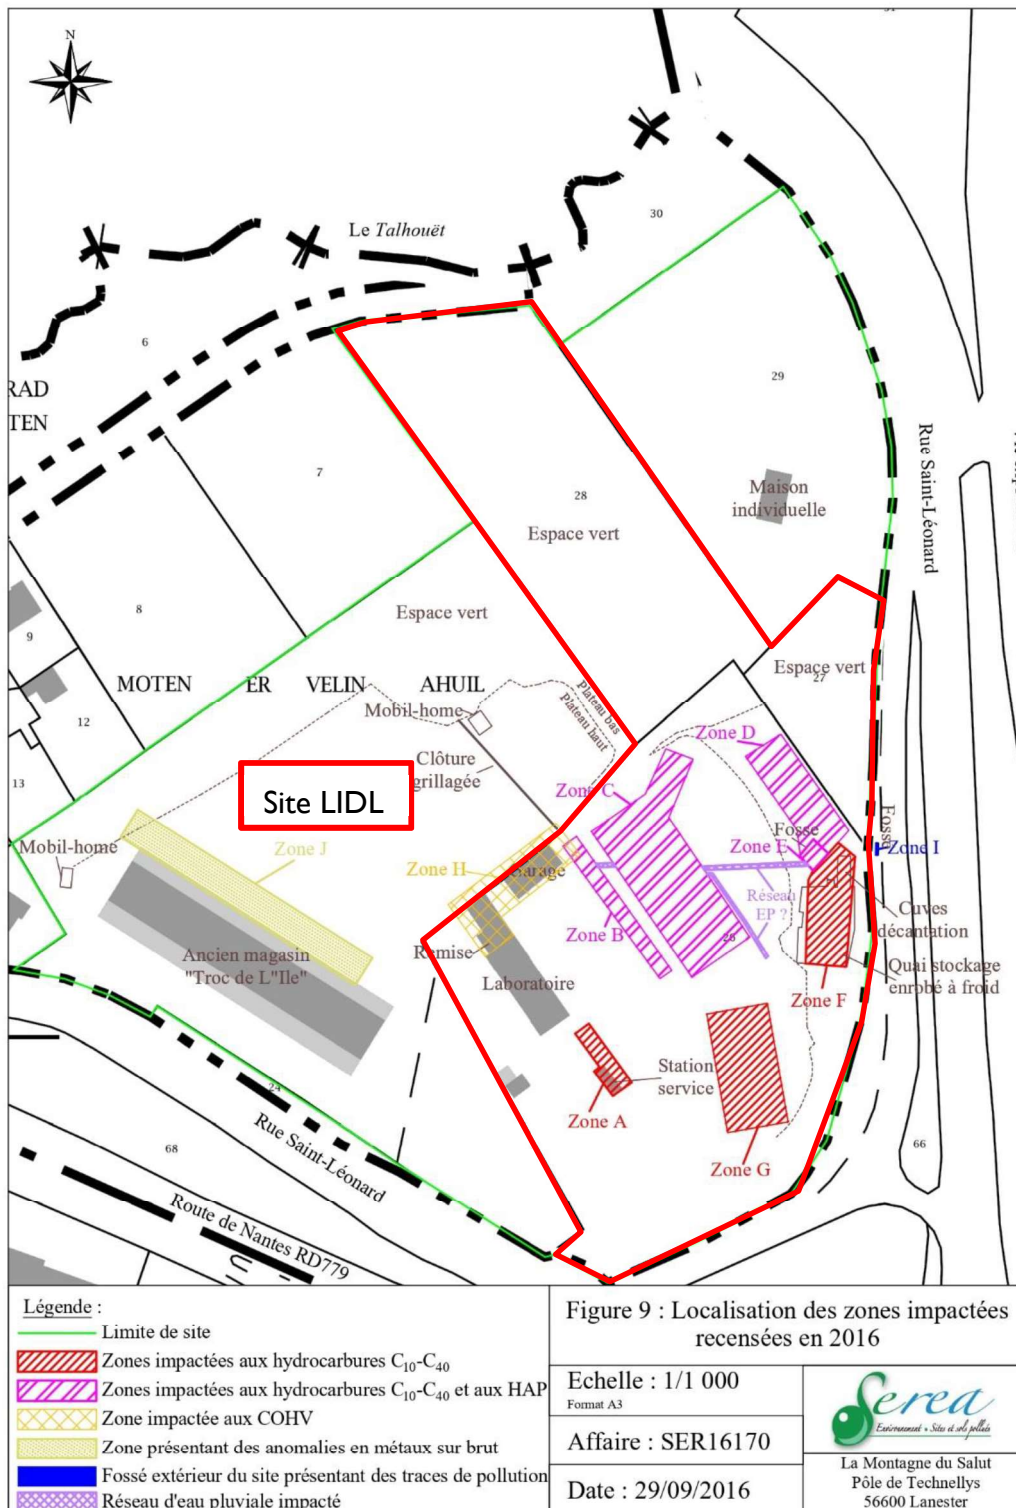 N
Le Talhouët
30
6
RAD
TEN
29
7
28
Maison
individuelle
Rue Saint-Léonard
Espace vert
8
Espace vert
9
Espace vert
27
MOTEN ER VELIN AHUIL
Mobil-home
Plateau bas
Plateau haut
12
Zone D
Clôture
grillagée
13
Zone C
Site LIDL
Fosse
Fossé
Mobil-home
Zone J
Zone E
Zone I
Zone H
Garage
Réseau
EP ?
Cuves
décantation
Zone B
26
Remise
Ancien magasin
"Troc de L"Ile"
Laboratoire
Quai stockage
enrobé à froid
Zone F
Station
service
24
Zone A
Rue Saint-Léonard
68
66
Zone G
Route de Nantes RD779
Légende :
Limite de site
Zones impactées aux hydrocarbures C10-C40
Zones impactées aux hydrocarbures C10-C40 et aux HAP
Zone impactée aux COHV
Zone présentant des anomalies en métaux sur brut
Fossé extérieur du site présentant des traces de pollution
Réseau d'eau pluviale impacté
Figure 9 : Localisation des zones impactées
recensées en 2016
Echelle : 1/1 000
Format A3
Affaire : SER16170
Date : 29/09/2016
Serea
Environnement • Sites et sols pollués
La Montagne du Salut
Pôle de Technellys
56600 Lanester